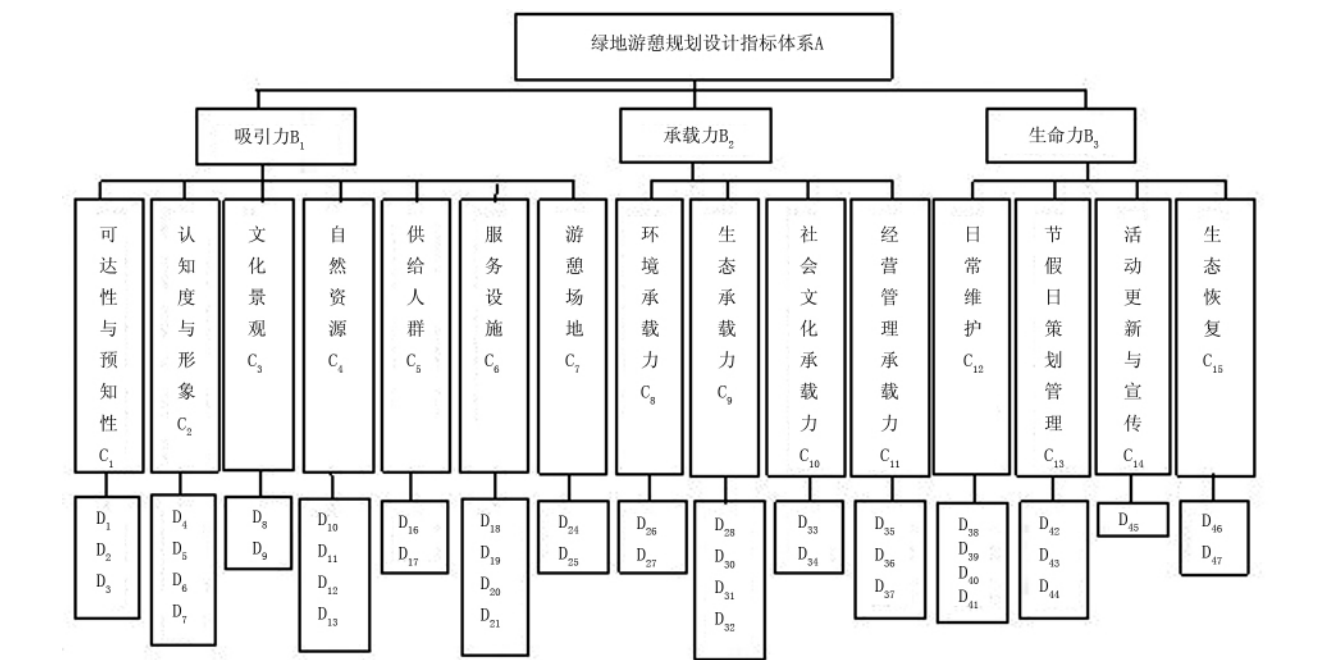 绿地游憩规划设计指标体系A
吸引力B1
承载力B2
生命力B3
可达性与预知性C1
认知度与形象C2
文化景观C3
自然资源C4
供给人群C5
服务设施C6
游憩场地C7
环境承载力C8
生态承载力C9
社会文化承载力C10
经营管理承载力C11
日常维护C12
节假日策划管理C13
活动更新与宣传C14
生态恢复C15
D1
D2
D3
D4
D5
D6
D7
D8
D9
D10
D11
D12
D13
D16
D17
D18
D19
D20
D21
D24
D25
D26
D27
D28
D30
D31
D32
D33
D34
D35
D36
D37
D38
D39
D40
D41
D42
D43
D44
D45
D46
D47